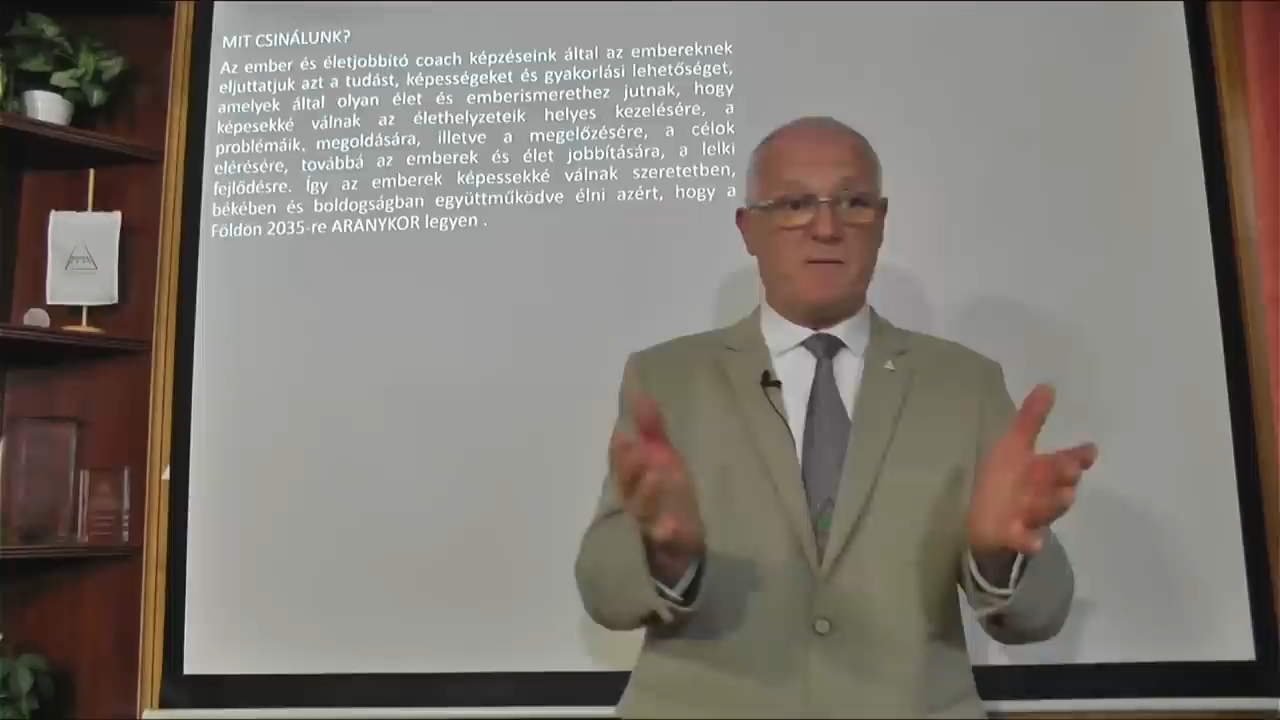 MIT CSINÁLUNK?
Az ember és életjobbító coach képzéseink által az embereknek
eljuttatjuk azt a tudást, képességeket és gyakorlási lehetőséget,
amelyek által olyan élet és emberismerethez jutnak, hogy
képesekké válnak az élethelyzeteik helyes kezelésére, a
problémáik, megoldására, illetve a megelőzésére, a célok
elérésére, továbbá az emberek és élet jobbítására, a lelki
fejlődésre. Így az emberek képessekké válnak szeretetben,
békében és boldogságban együttműködve élni azért, hogy a
Földön 2035-re ARANYKOR legyen .